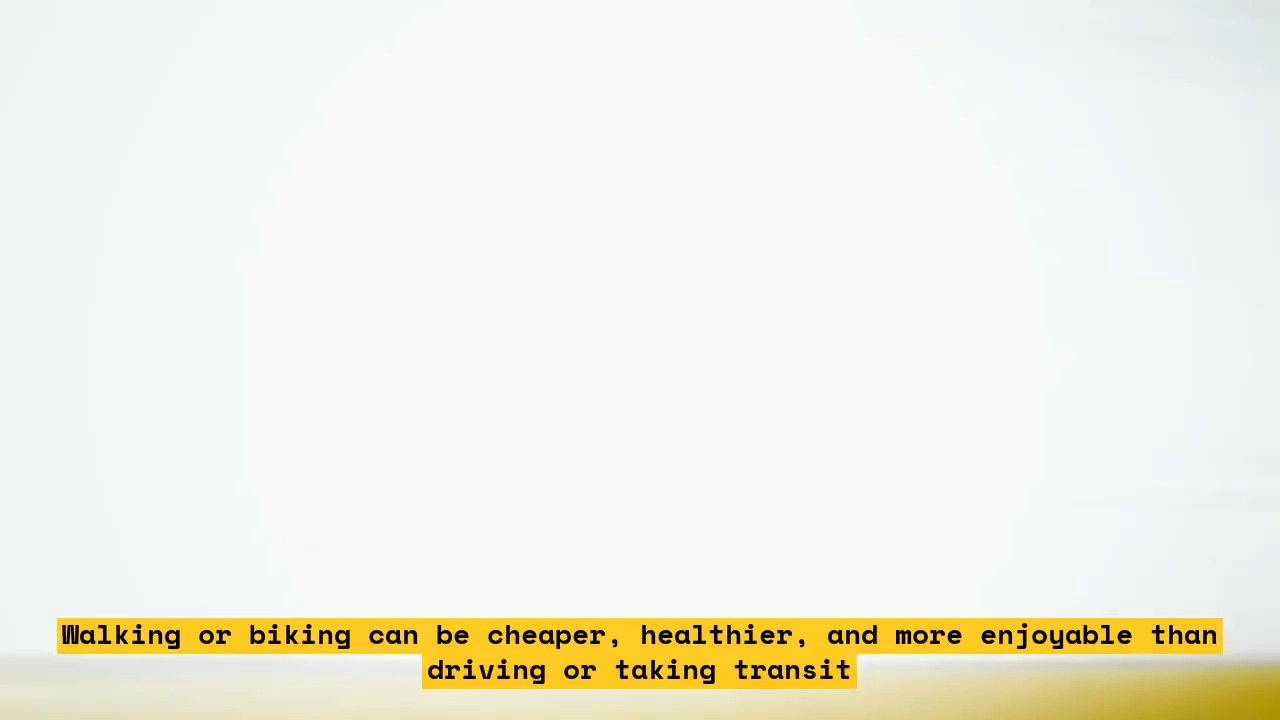 Walking or biking can be cheaper, healthier, and more enjoyable than
driving or taking transit